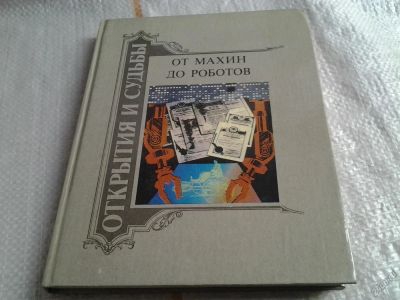 ОТКРЫТИЯ И СУДЬБЫ
ОТ МАХИН
ДО РОБОТОВ